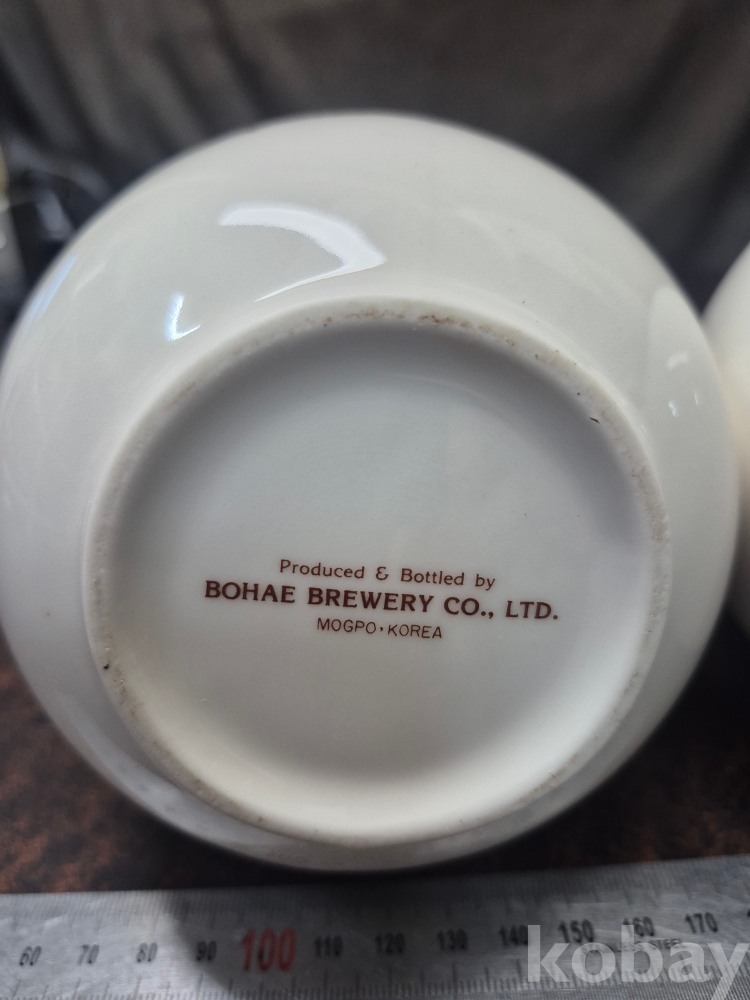 Produced & Bottled by
BOHAE BREWERY CO., LTD.
MOGPO·KOREA
60 70 80 90 100 110 120 130 140 150 160 170
kobay